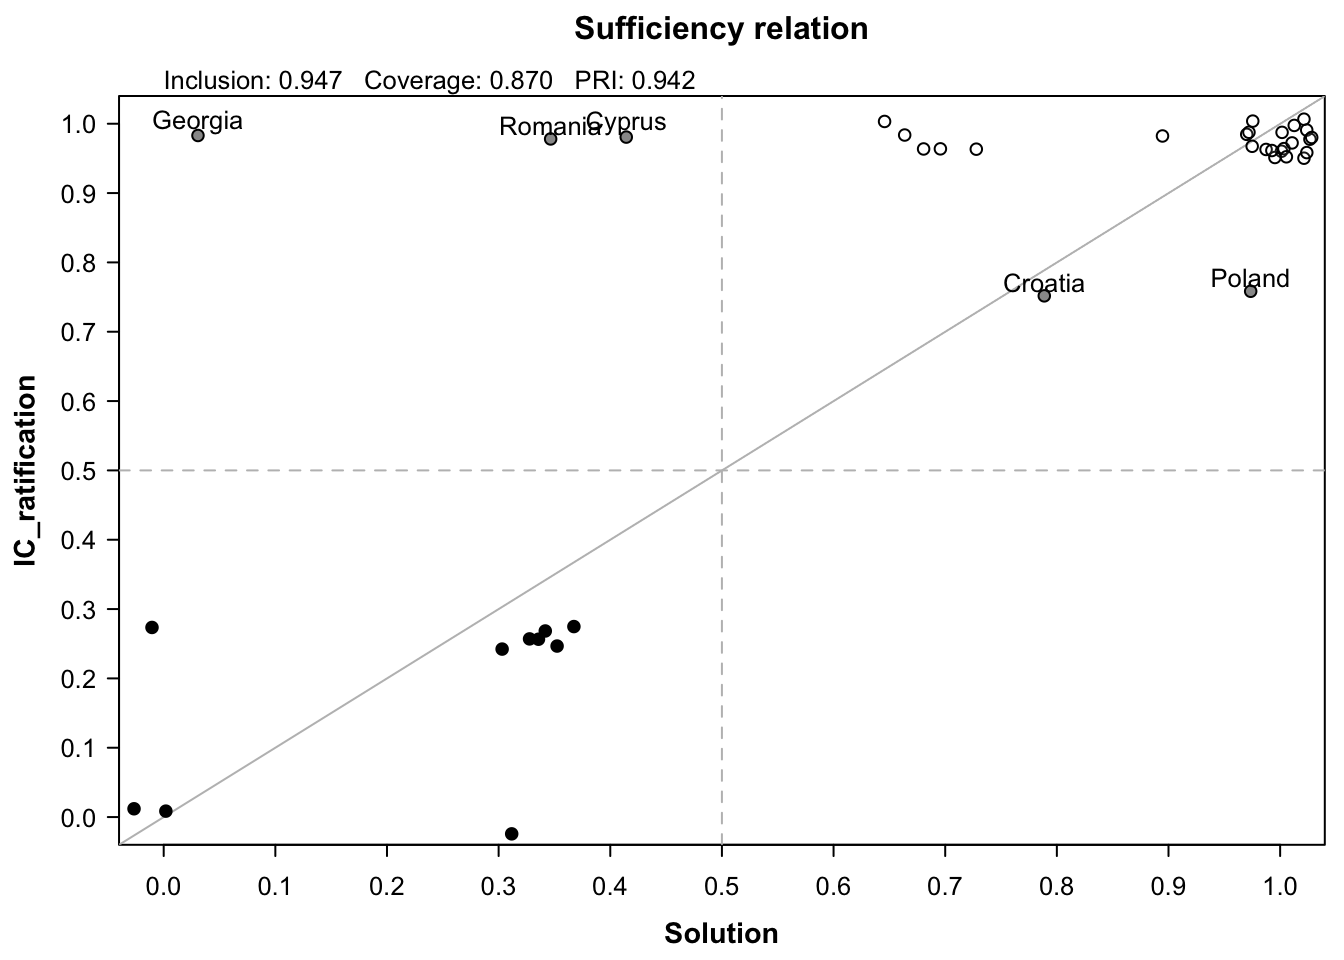 Sufficiency relation
Inclusion: 0.947 Coverage: 0.870 PRI: 0.942
Georgia
Romania
Cyprus
Croatia
Poland
1.0
0.9
0.8
0.7
0.6
0.5
0.4
0.3
0.2
0.1
0.0
IC_ratification
0.0 0.1 0.2 0.3 0.4 0.5 0.6 0.7 0.8 0.9 1.0
Solution